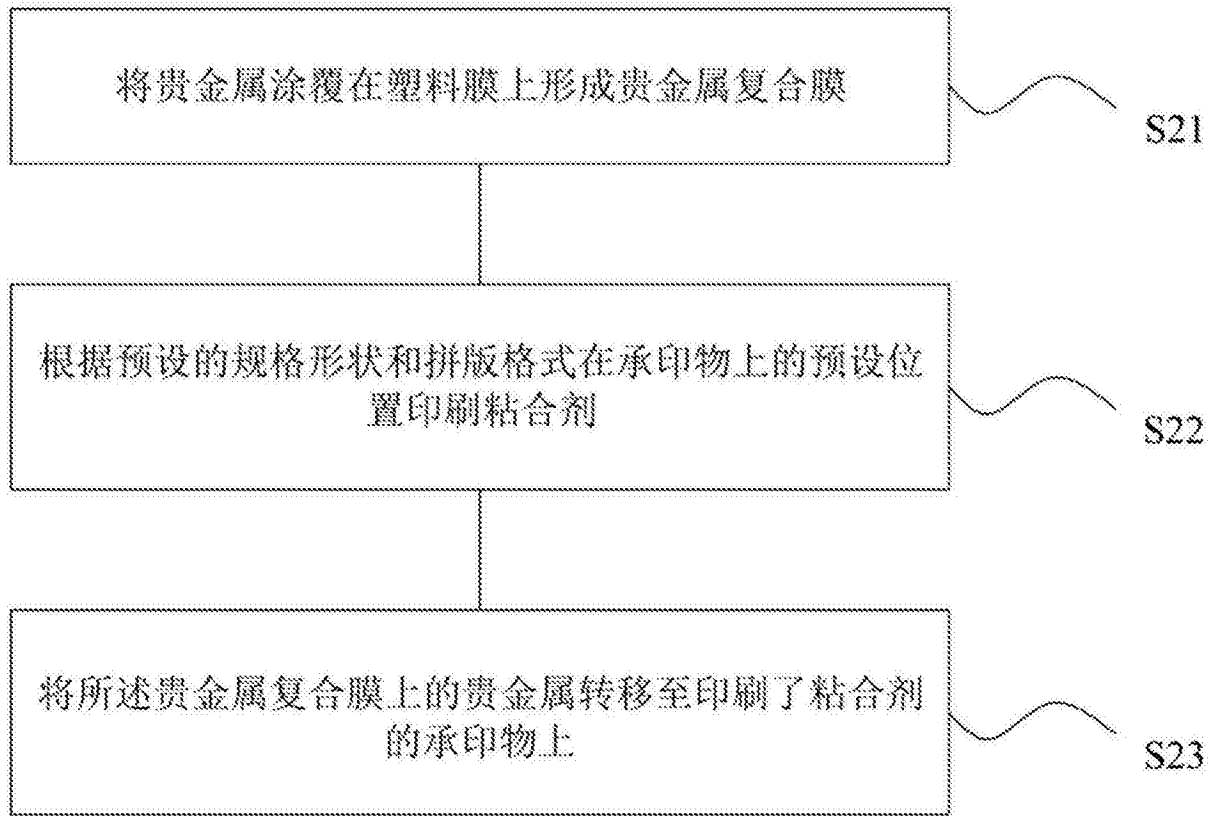 将贵金属涂覆在塑料膜上形成贵金属复合膜
S21
根据预设的规格形状和拼版格式在承印物上的预设位
置印刷粘合剂
S22
将所述贵金属复合膜上的贵金属转移至印刷了粘合剂
的承印物上
S23